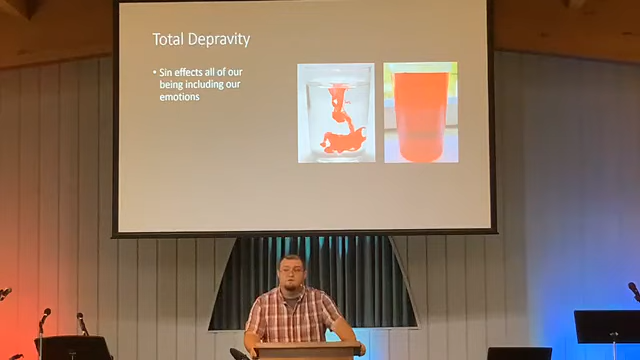 Total Depravity
• Sin effects all of our
being including our
emotions